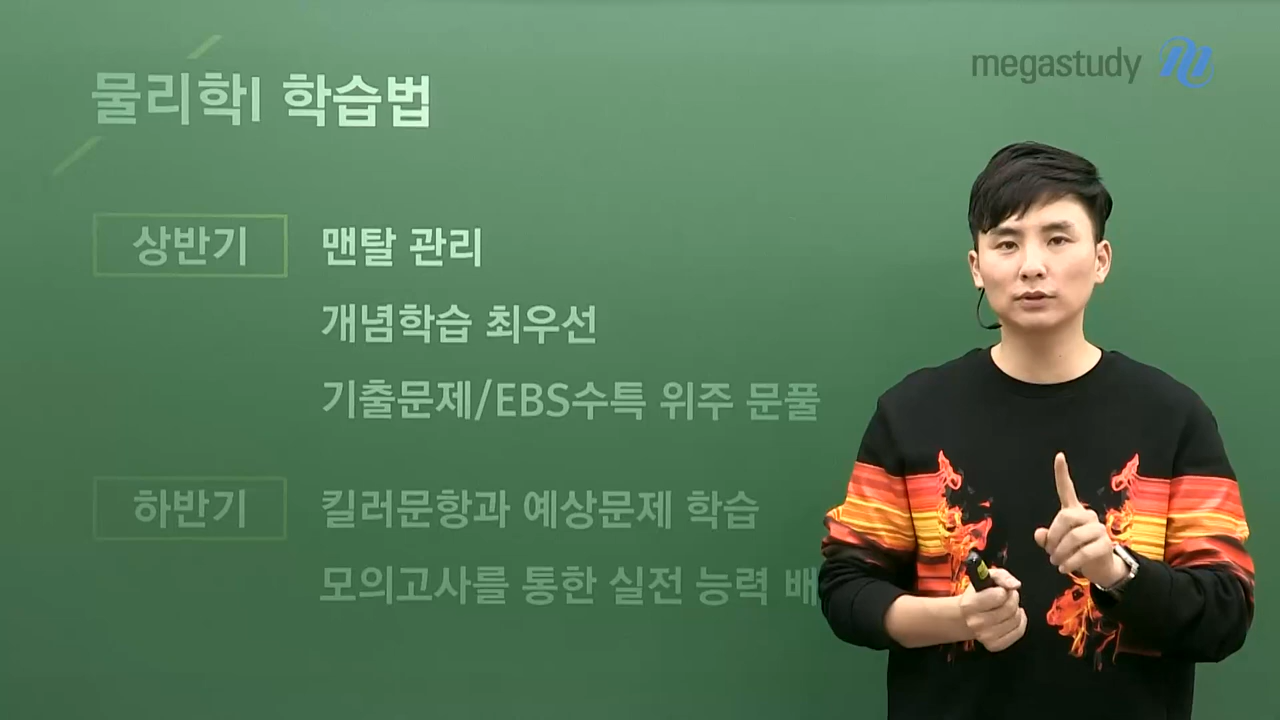 megastudy
물리학I 학습법
상반기 맨탈 관리
개념학습 최우선
기출문제/EBS수특 위주 문풀
하반기 킬러문항과 예상문제 학습
모의고사를 통한 실전 능력 배